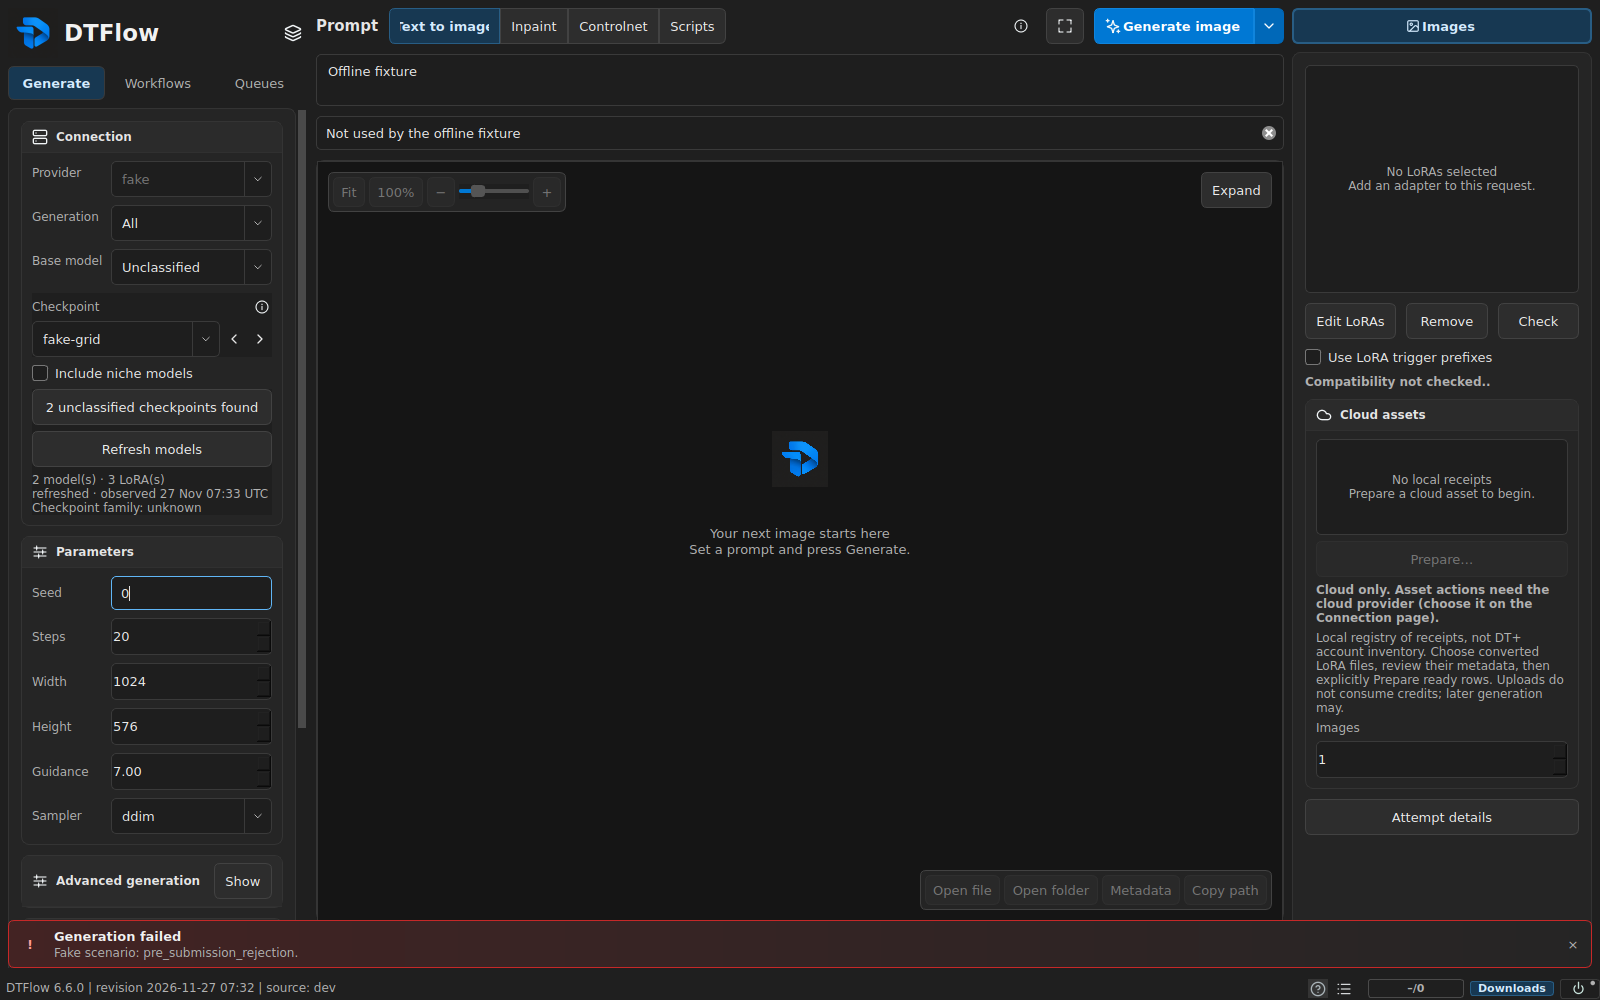 DTFlow
Prompt
Text to image
Inpaint
Controlnet
Scripts
Generate image
Images
Generate
Workflows
Queues
Offline fixture
Not used by the offline fixture
Connection
Provider
fake
Generation
All
Base model
Unclassified
Checkpoint
fake-grid
Include niche models
2 unclassified checkpoints found
Refresh models
2 model(s) · 3 LoRA(s)
refreshed · observed 27 Nov 07:33 UTC
Checkpoint family: unknown
Parameters
Seed
0
Steps
20
Width
1024
Height
576
Guidance
7.00
Sampler
ddim
Advanced generation
Show
Fit
100%
−
+
Expand
Your next image starts here
Set a prompt and press Generate.
Open file
Open folder
Metadata
Copy path
No LoRAs selected
Add an adapter to this request.
Edit LoRAs
Remove
Check
Use LoRA trigger prefixes
Compatibility not checked..
Cloud assets
No local receipts
Prepare a cloud asset to begin.
Prepare...
Cloud only. Asset actions need the
cloud provider (choose it on the
Connection page).
Local registry of receipts, not DT+
account inventory. Choose converted
LoRA files, review their metadata, then
explicitly Prepare ready rows. Uploads do
not consume credits; later generation
may.
Images
1
Attempt details
! Generation failed
Fake scenario: pre_submission_rejection.
DTFlow 6.6.0 | revision 2026-11-27 07:32 | source: dev
–/0
Downloads